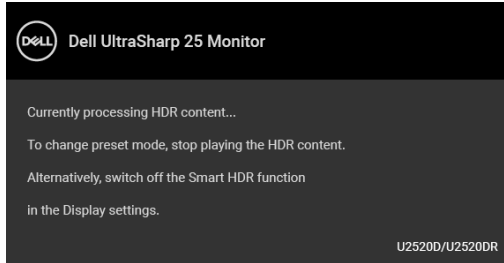 DELL Dell UltraSharp 25 Monitor
Currently processing HDR content...
To change preset mode, stop playing the HDR content.
Alternatively, switch off the Smart HDR function
in the Display settings.
U2520D/U2520DR